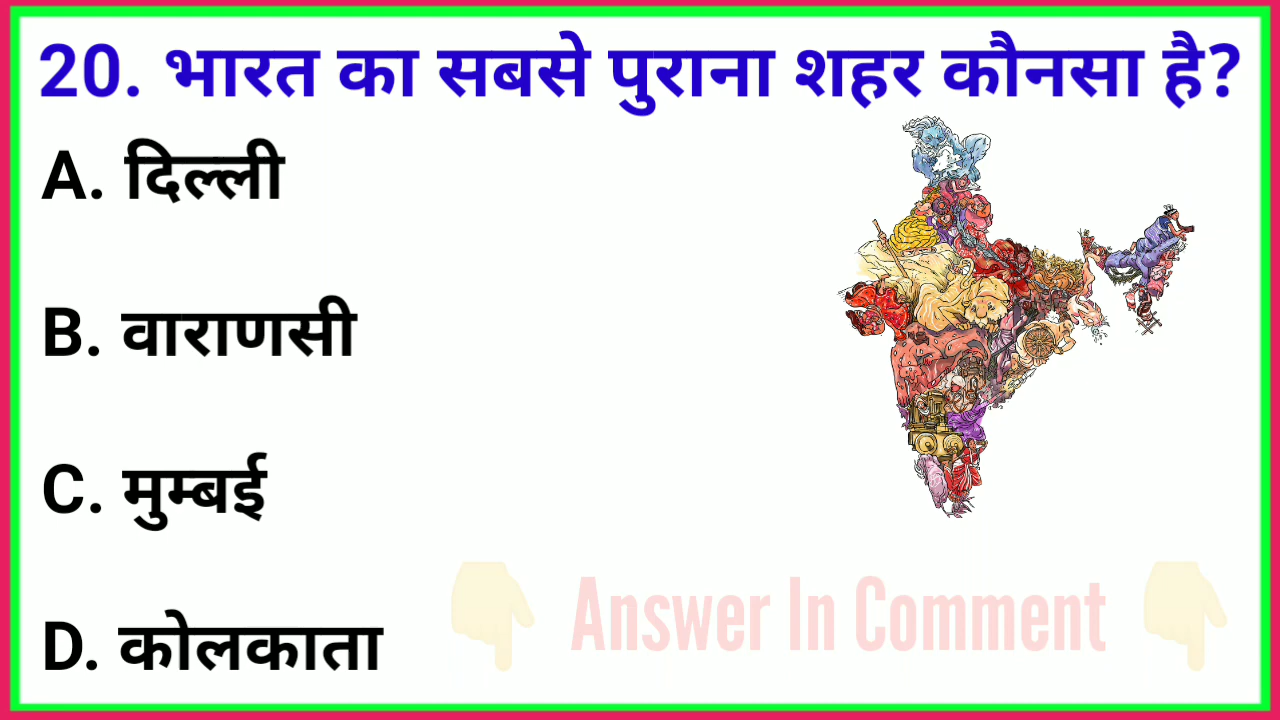 20. भारत का सबसे पुराना शहर कौनसा है?
A. दिल्ली
B. वाराणसी
C. मुम्बई
D. कोलकाता
Answer In Comment